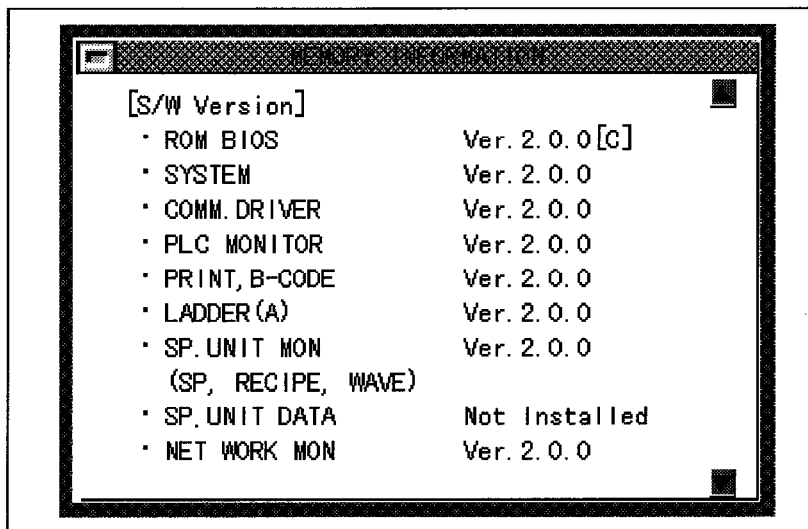 MEMORY INFORMATION
[S/W Version]
・ROM BIOS Ver. 2.0.0[C]
・SYSTEM Ver. 2.0.0
・COMM.DRIVER Ver. 2.0.0
・PLC MONITOR Ver. 2.0.0
・PRINT,B-CODE Ver. 2.0.0
・LADDER(A) Ver. 2.0.0
・SP.UNIT MON Ver. 2.0.0
(SP, RECIPE, WAVE)
・SP.UNIT DATA Not Installed
・NET WORK MON Ver. 2.0.0